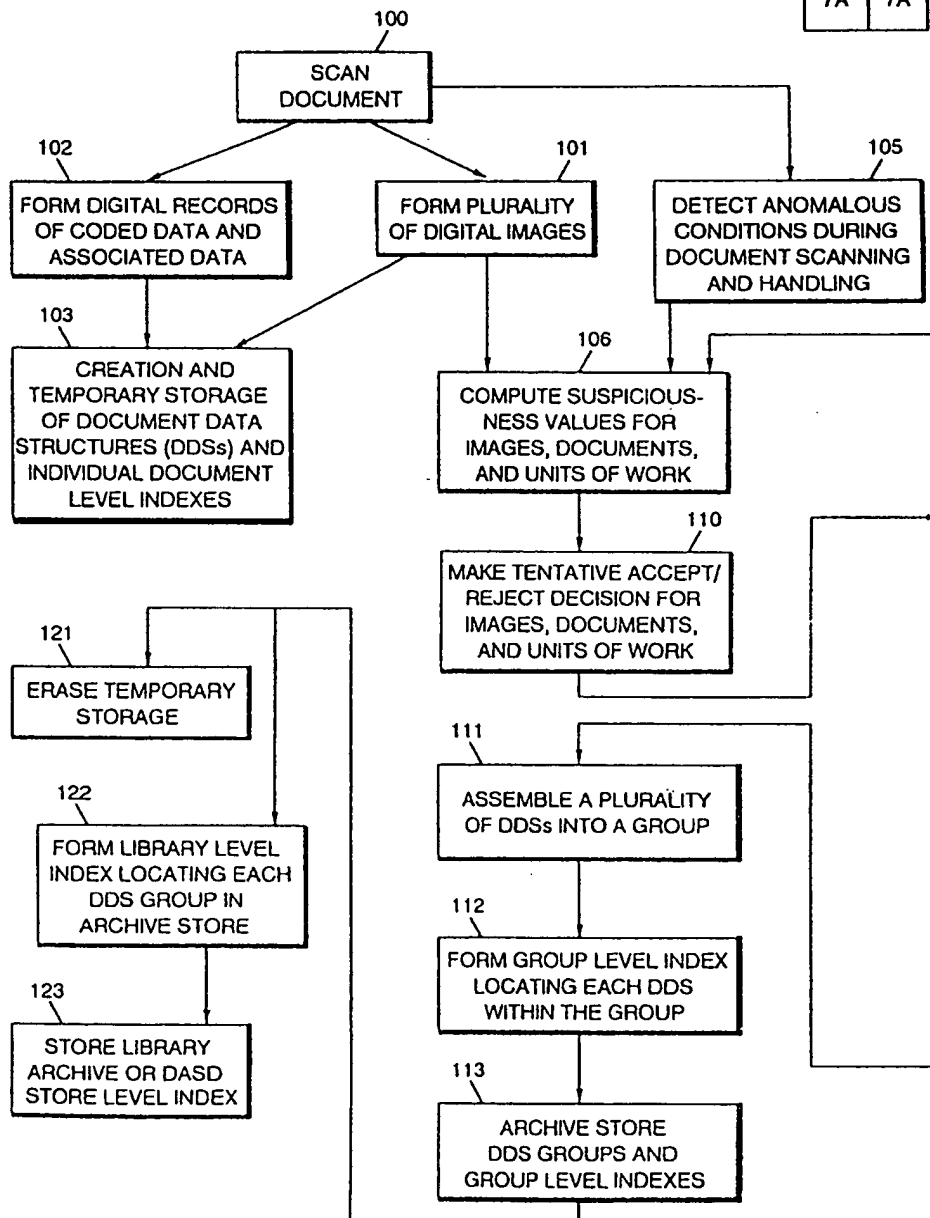 7A 7A
100
SCAN
DOCUMENT
102
101
105
FORM DIGITAL RECORDS
OF CODED DATA AND
ASSOCIATED DATA
FORM PLURALITY
OF DIGITAL IMAGES
DETECT ANOMALOUS
CONDITIONS DURING
DOCUMENT SCANNING
AND HANDLING
103
CREATION AND
TEMPORARY STORAGE
OF DOCUMENT DATA
STRUCTURES (DDSs) AND
INDIVIDUAL DOCUMENT
LEVEL INDEXES
106
COMPUTE SUSPICIOUS-
NESS VALUES FOR
IMAGES, DOCUMENTS,
AND UNITS OF WORK
110
MAKE TENTATIVE ACCEPT/
REJECT DECISION FOR
IMAGES, DOCUMENTS,
AND UNITS OF WORK
121
ERASE TEMPORARY
STORAGE
111
ASSEMBLE A PLURALITY
OF DDSs INTO A GROUP
122
FORM LIBRARY LEVEL
INDEX LOCATING EACH
DDS GROUP IN
ARCHIVE STORE
112
FORM GROUP LEVEL INDEX
LOCATING EACH DDS
WITHIN THE GROUP
123
STORE LIBRARY
ARCHIVE OR DASD
STORE LEVEL INDEX
113
ARCHIVE STORE
DDS GROUPS AND
GROUP LEVEL INDEXES